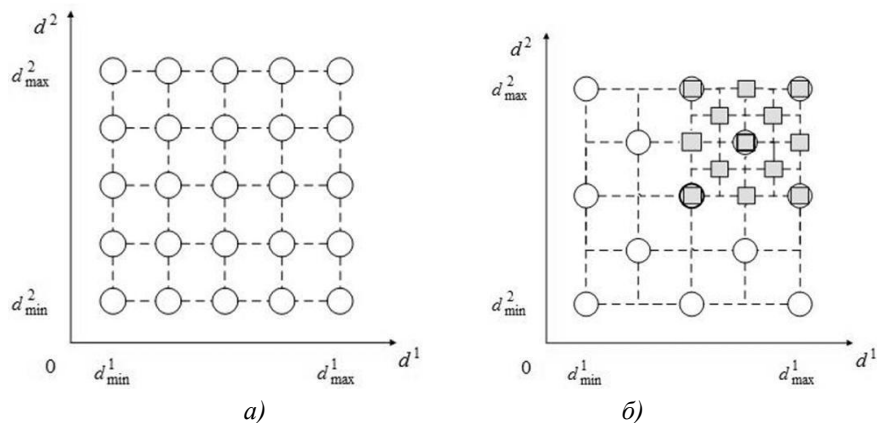 d²
d²max
d²min
0
d¹min
d¹max
d¹
а)
d²
d²max
d²min
0
d¹min
d¹max
d¹
б)